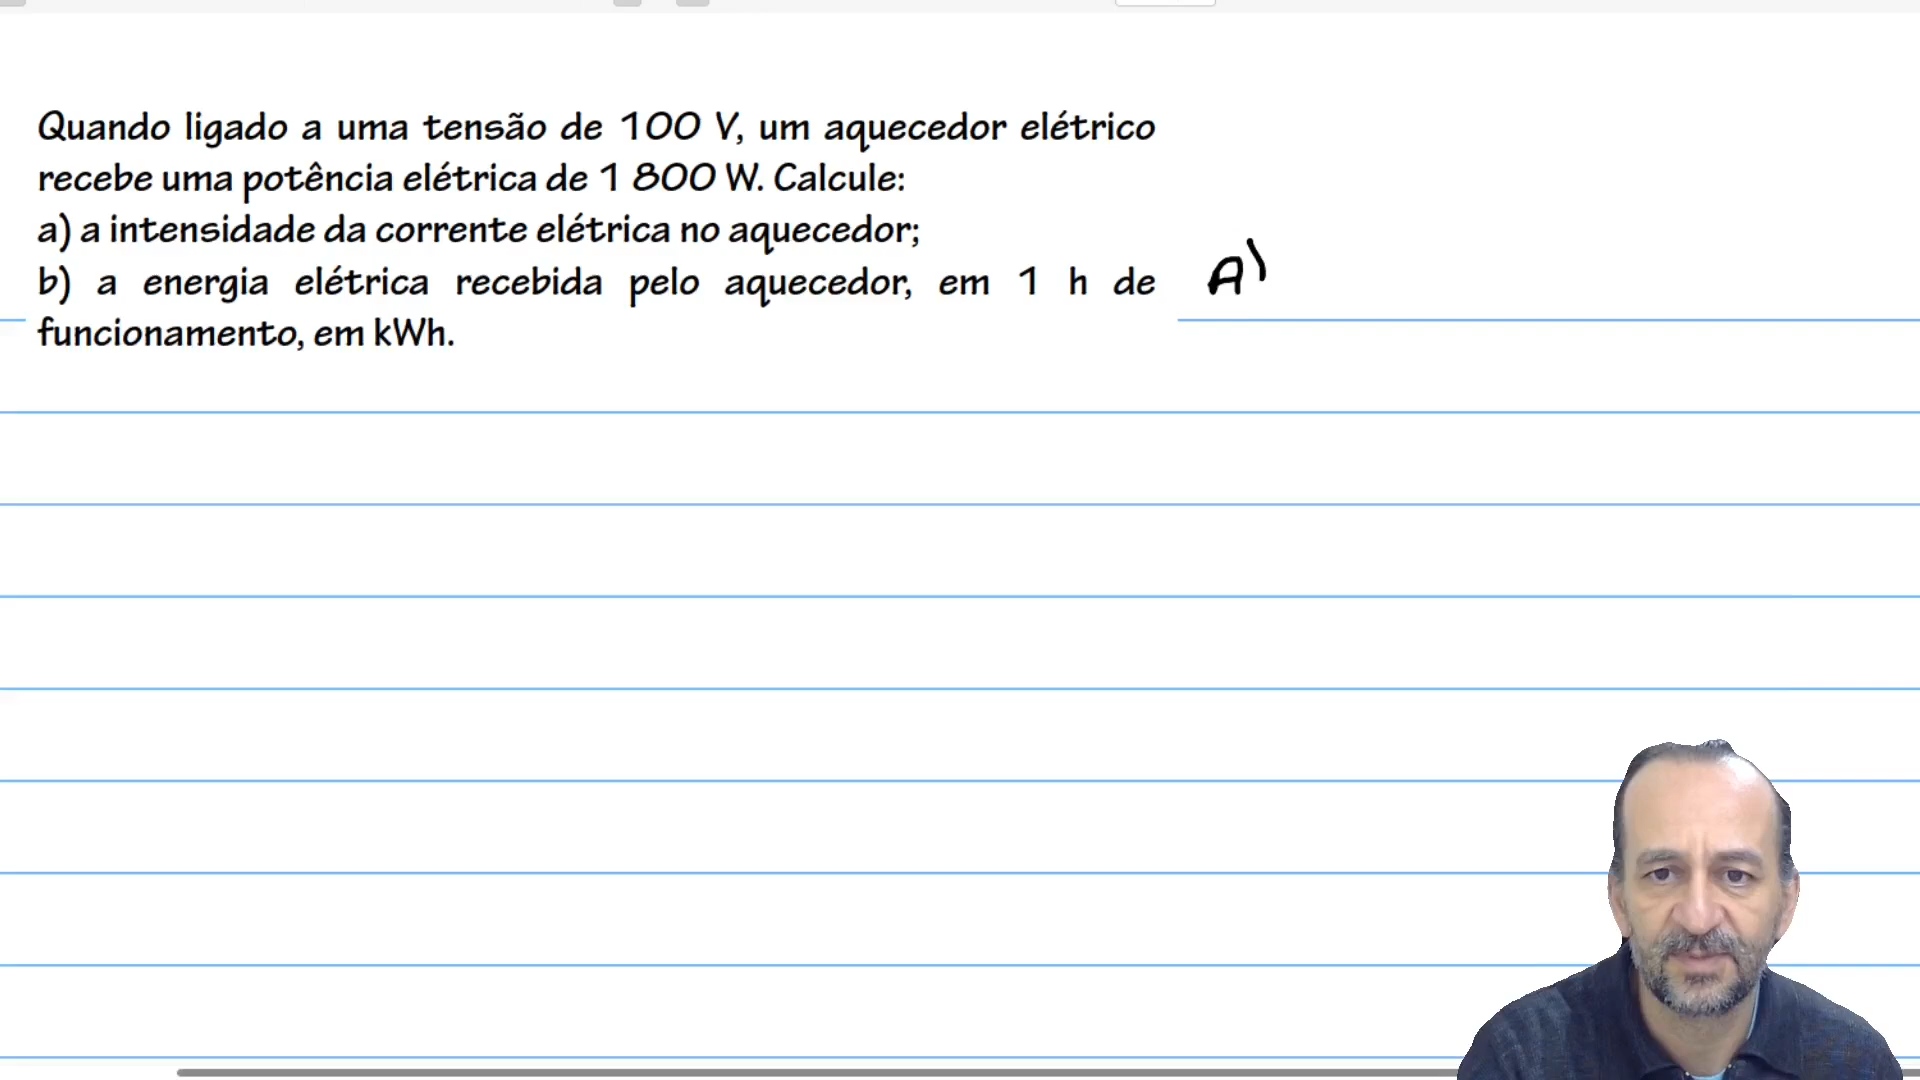 Quando ligado a uma tensão de 100 V, um aquecedor elétrico
recebe uma potência elétrica de 1 800 W. Calcule:
a) a intensidade da corrente elétrica no aquecedor;
b) a energia elétrica recebida pelo aquecedor, em 1 h de
funcionamento, em kWh.
A)